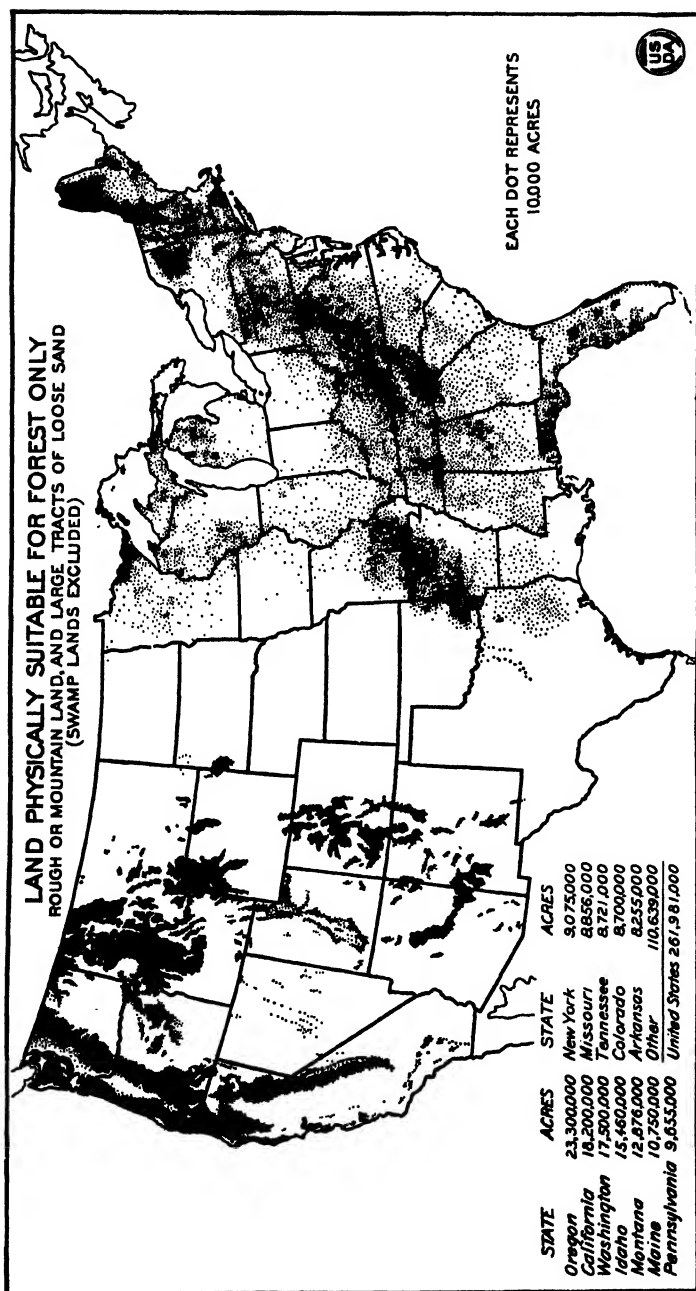 LAND PHYSICALLY SUITABLE FOR FOREST ONLY
ROUGH OR MOUNTAIN LAND, AND LARGE TRACTS OF LOOSE SAND
(SWAMP LANDS EXCLUDED)
EACH DOT REPRESENTS
10,000 ACRES
US
DA
STATE ACRES STATE ACRES
Oregon 23,300,000 New York 9,075,000
California 18,200,000 Missouri 8,856,000
Washington 17,500,000 Tennessee 8,721,000
Idaho 15,460,000 Colorado 8,700,000
Montana 12,876,000 Arkansas 8,255,000
Maine 10,750,000 Other 110,639,000
Pennsylvania 9,655,000 United States 261,981,000